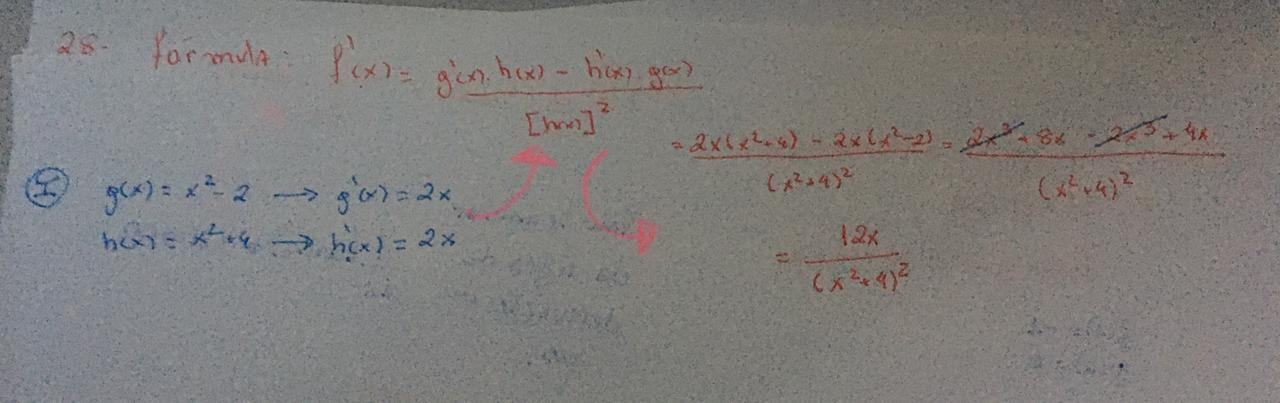 28. formula: f'(x) = g'(x). h(x) - h'(x). g(x) / [h(x)]²
= 2x(x²+4) - 2x(x²-2) / (x²+4)² = 2x³ + 8x - 2x³ + 4x / (x²+4)²
I g(x) = x² - 2 → g'(x) = 2x
h(x) = x²+4 → h'(x) = 2x
= 12x / (x²+4)²